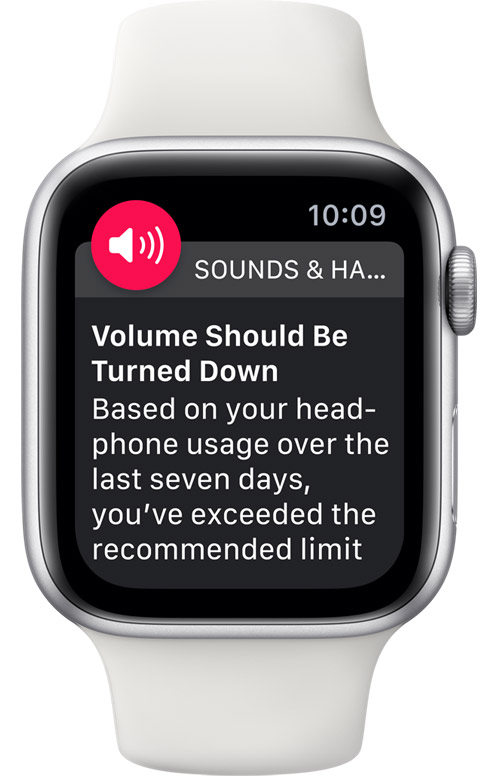 10:09
SOUNDS & HA...
Volume Should Be
Turned Down
Based on your head-
phone usage over the
last seven days,
you've exceeded the
recommended limit